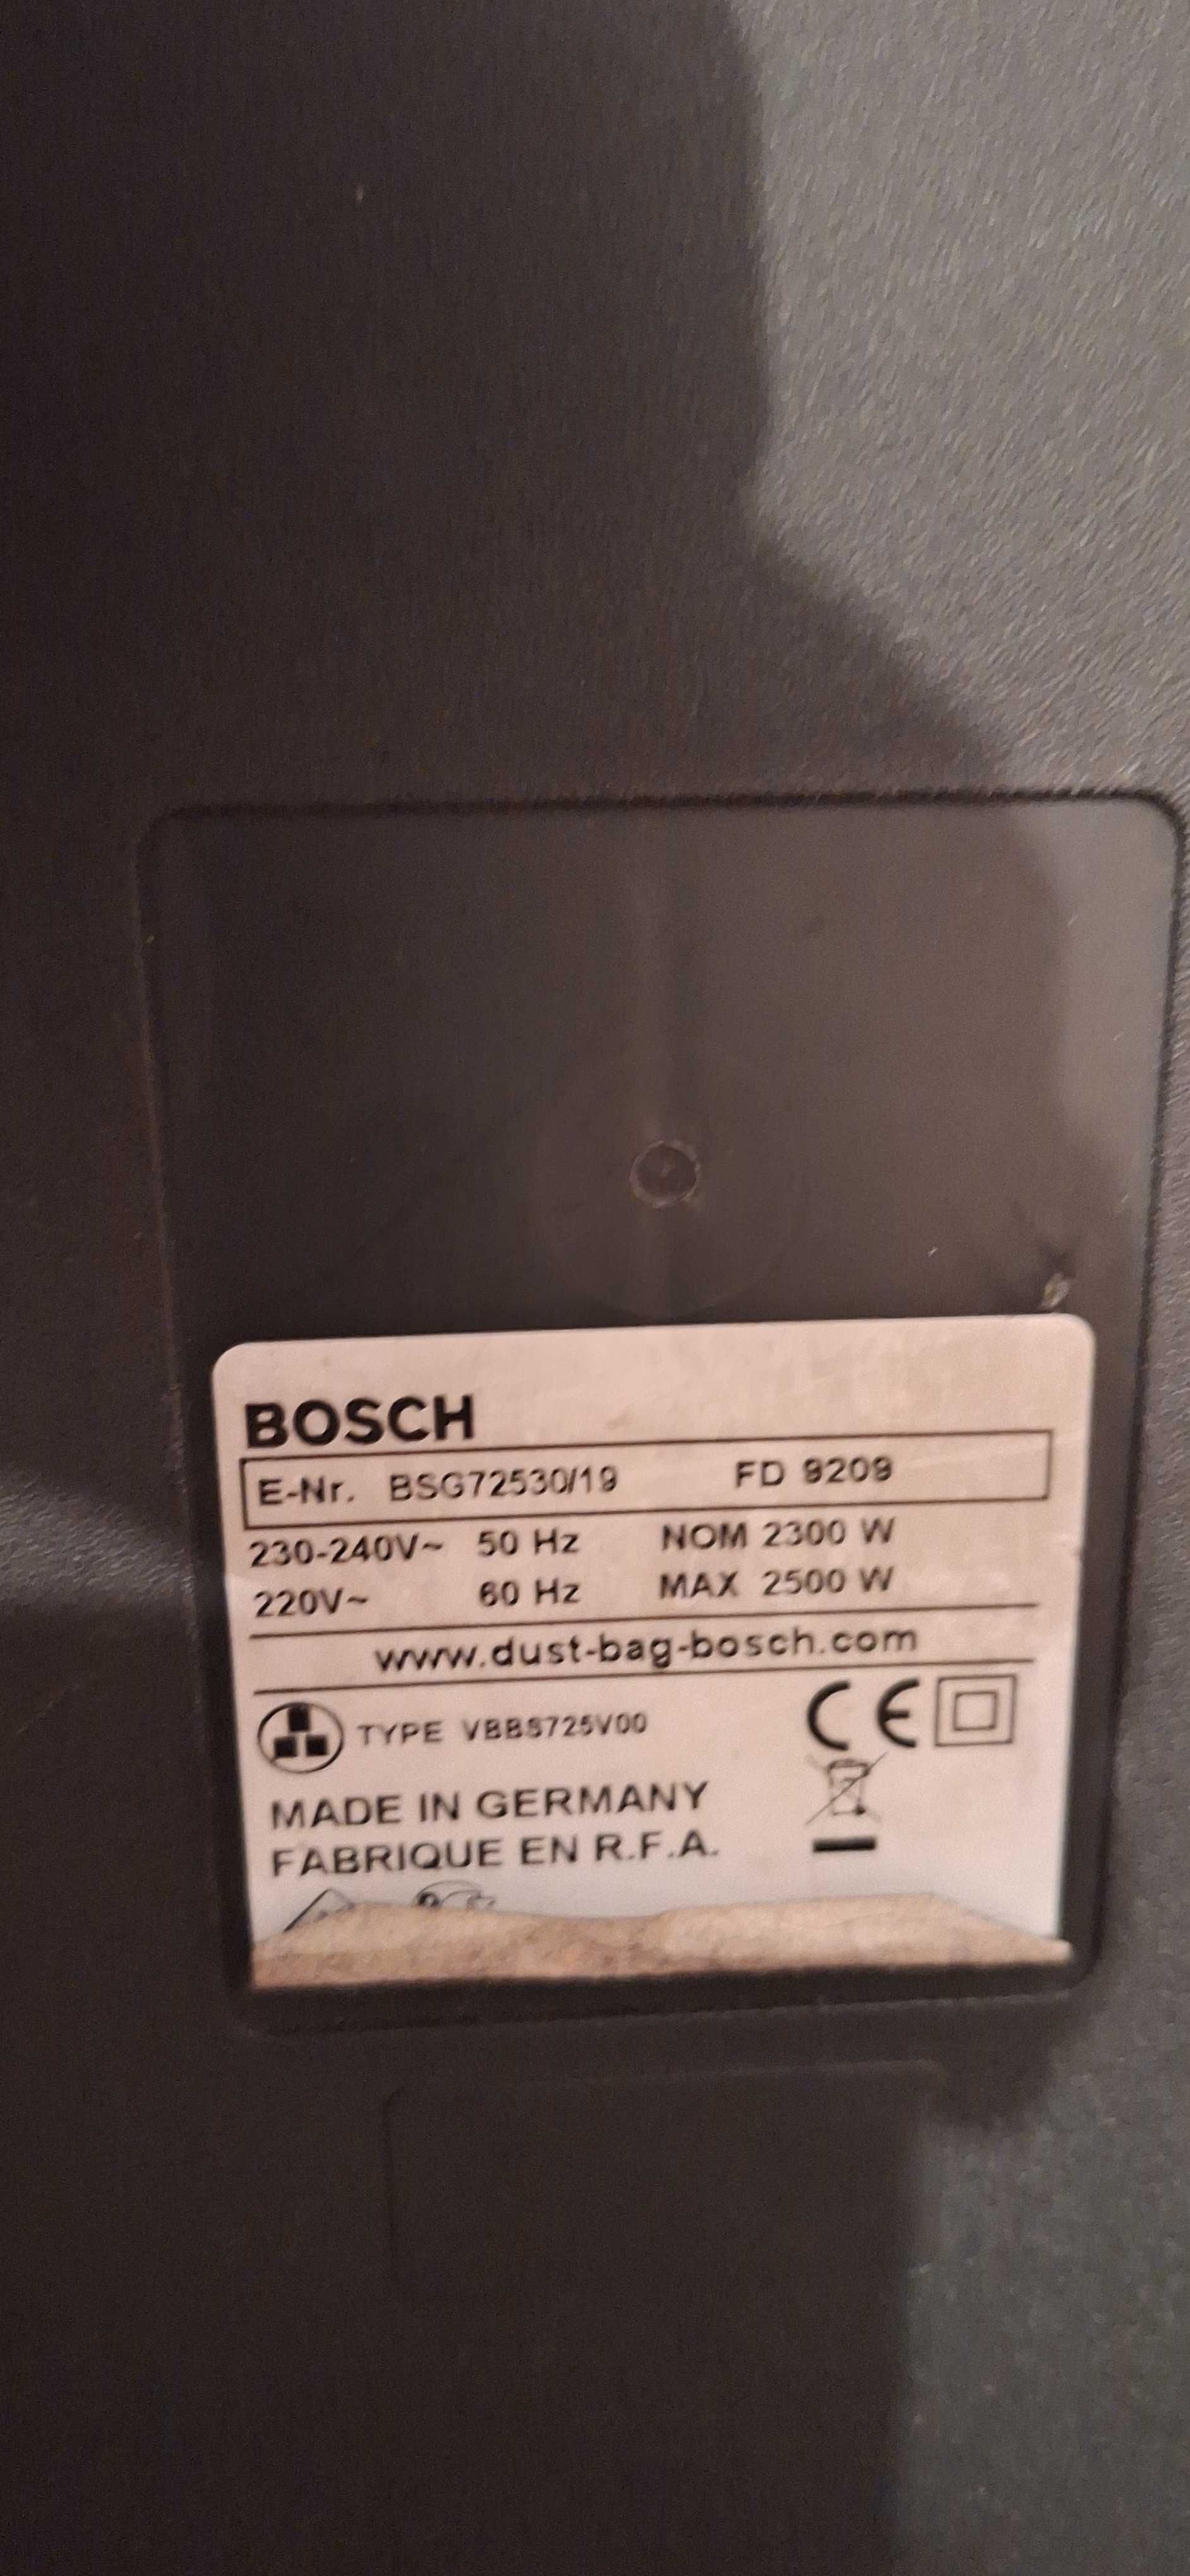 BOSCH
E-Nr. BSG72530/19 FD 9209
230-240V~ 50 Hz NOM 2300 W
220V~ 60 Hz MAX 2500 W
www.dust-bag-bosch.com
TYPE VBBS725V00
CE
MADE IN GERMANY
FABRIQUE EN R.F.A.